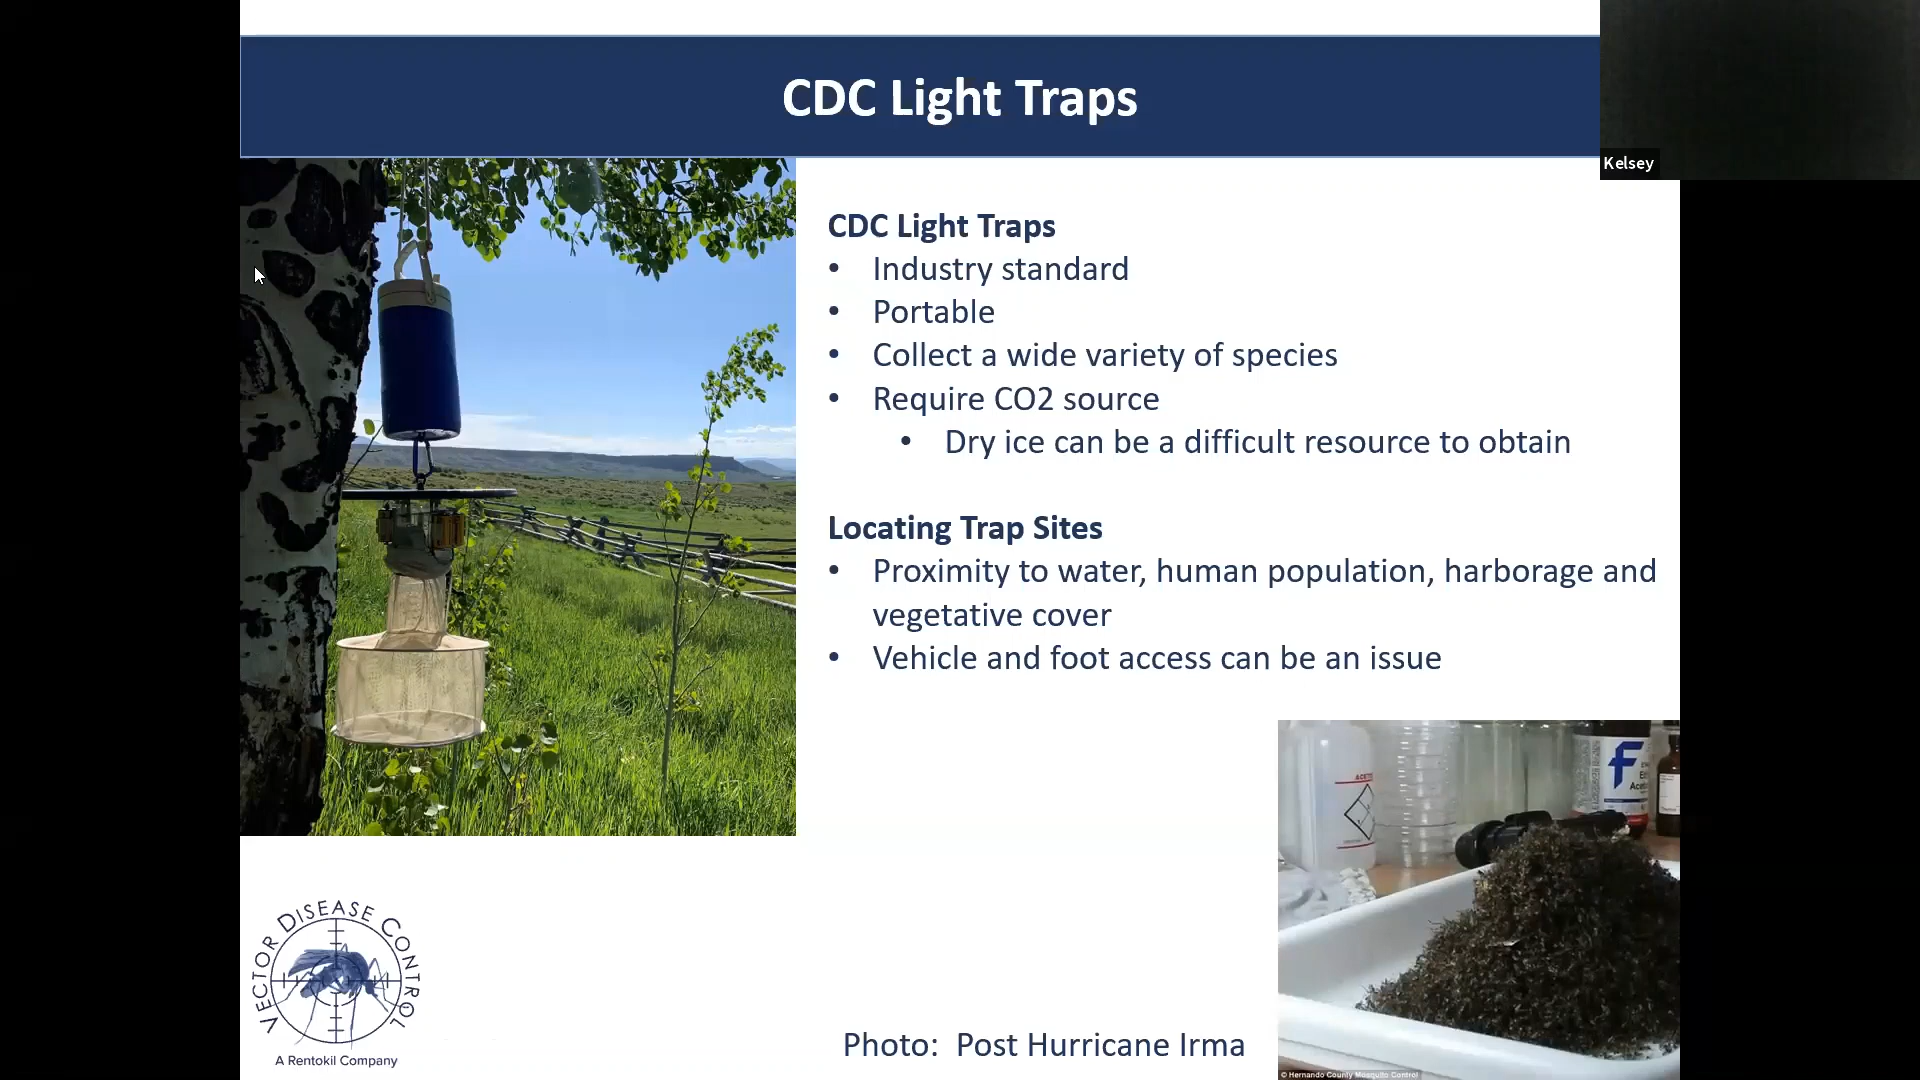 CDC Light Traps
Kelsey
CDC Light Traps
• Industry standard
• Portable
• Collect a wide variety of species
• Require CO2 source
• Dry ice can be a difficult resource to obtain
Locating Trap Sites
• Proximity to water, human population, harborage and
vegetative cover
• Vehicle and foot access can be an issue
VECTOR DISEASE CONTROL
A Rentokil Company
Photo: Post Hurricane Irma
© Hernando County Mosquito Control